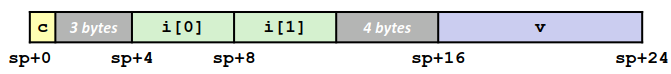 c 3 bytes i[0] i[1] 4 bytes v
sp+0 sp+4 sp+8 sp+16 sp+24